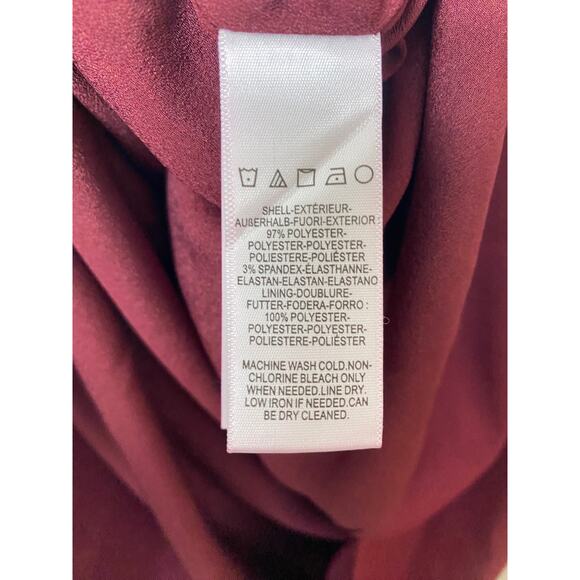 SHELL-EXTÉRIEUR-
AUßERHALB-FUORI-EXTERIOR
97% POLYESTER-
POLYESTER-POLYESTER-
POLIESTERE-POLIÉSTER
3% SPANDEX-ÉLASTHANNE-
ELASTAN-ELASTAN-ELASTANO
LINING-DOUBLURE-
FUTTER-FODERA-FORRO :
100% POLYESTER-
POLYESTER-POLYESTER-
POLIESTERE-POLIÉSTER
MACHINE WASH COLD.NON-
CHLORINE BLEACH ONLY
WHEN NEEDED.LINE DRY.
LOW IRON IF NEEDED.CAN
BE DRY CLEANED.